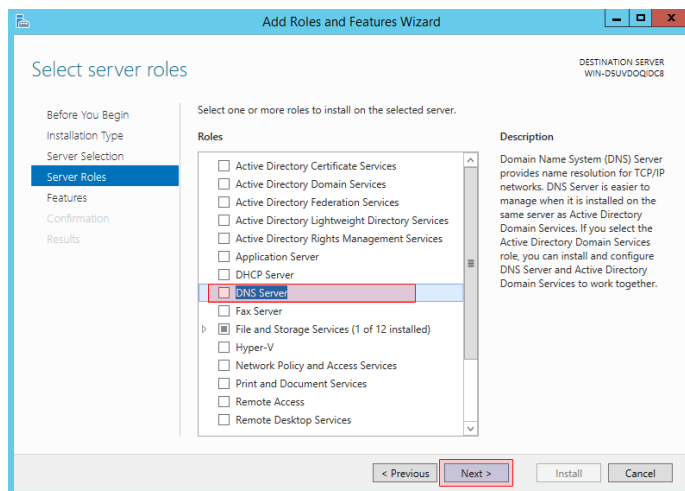 Add Roles and Features Wizard
Select server roles
DESTINATION SERVER
WIN-D5UVDOQIDC8
Before You Begin
Installation Type
Server Selection
Server Roles
Features
Confirmation
Results
Select one or more roles to install on the selected server.
Roles
Active Directory Certificate Services
Active Directory Domain Services
Active Directory Federation Services
Active Directory Lightweight Directory Services
Active Directory Rights Management Services
Application Server
DHCP Server
DNS Server
Fax Server
File and Storage Services (1 of 12 installed)
Hyper-V
Network Policy and Access Services
Print and Document Services
Remote Access
Remote Desktop Services
Description
Domain Name System (DNS) Server
provides name resolution for TCP/IP
networks. DNS Server is easier to
manage when it is installed on the
same server as Active Directory
Domain Services. If you select the
Active Directory Domain Services
role, you can install and configure
DNS Server and Active Directory
Domain Services to work together.
< Previous
Next >
Install
Cancel